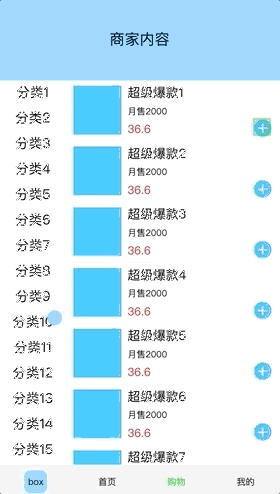 商家内容
分类1
分类2
分类3
分类4
分类5
分类6
分类7
分类8
分类9
分类10
分类11
分类12
分类13
分类14
分类15
超级爆款1
月售2000
36.6
超级爆款2
月售2000
36.6
超级爆款3
月售2000
36.6
超级爆款4
月售2000
36.6
超级爆款5
月售2000
36.6
超级爆款6
月售2000
36.6
超级爆款7
box
首页
购物
我的